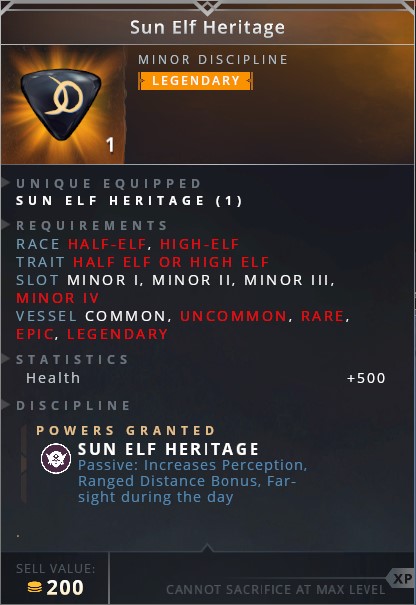 Sun Elf Heritage
MINOR DISCIPLINE
LEGENDARY
1
UNIQUE EQUIPPED
SUN ELF HERITAGE (1)
REQUIREMENTS
RACE HALF-ELF, HIGH-ELF
TRAIT HALF ELF OR HIGH ELF
SLOT MINOR I, MINOR II, MINOR III,
MINOR IV
VESSEL COMMON, UNCOMMON, RARE,
EPIC, LEGENDARY
STATISTICS
Health +500
DISCIPLINE
POWERS GRANTED
SUN ELF HERITAGE
Passive: Increases Perception,
Ranged Distance Bonus, Far-
sight during the day
.
SELL VALUE:
200
CANNOT SACRIFICE AT MAX LEVEL
XP